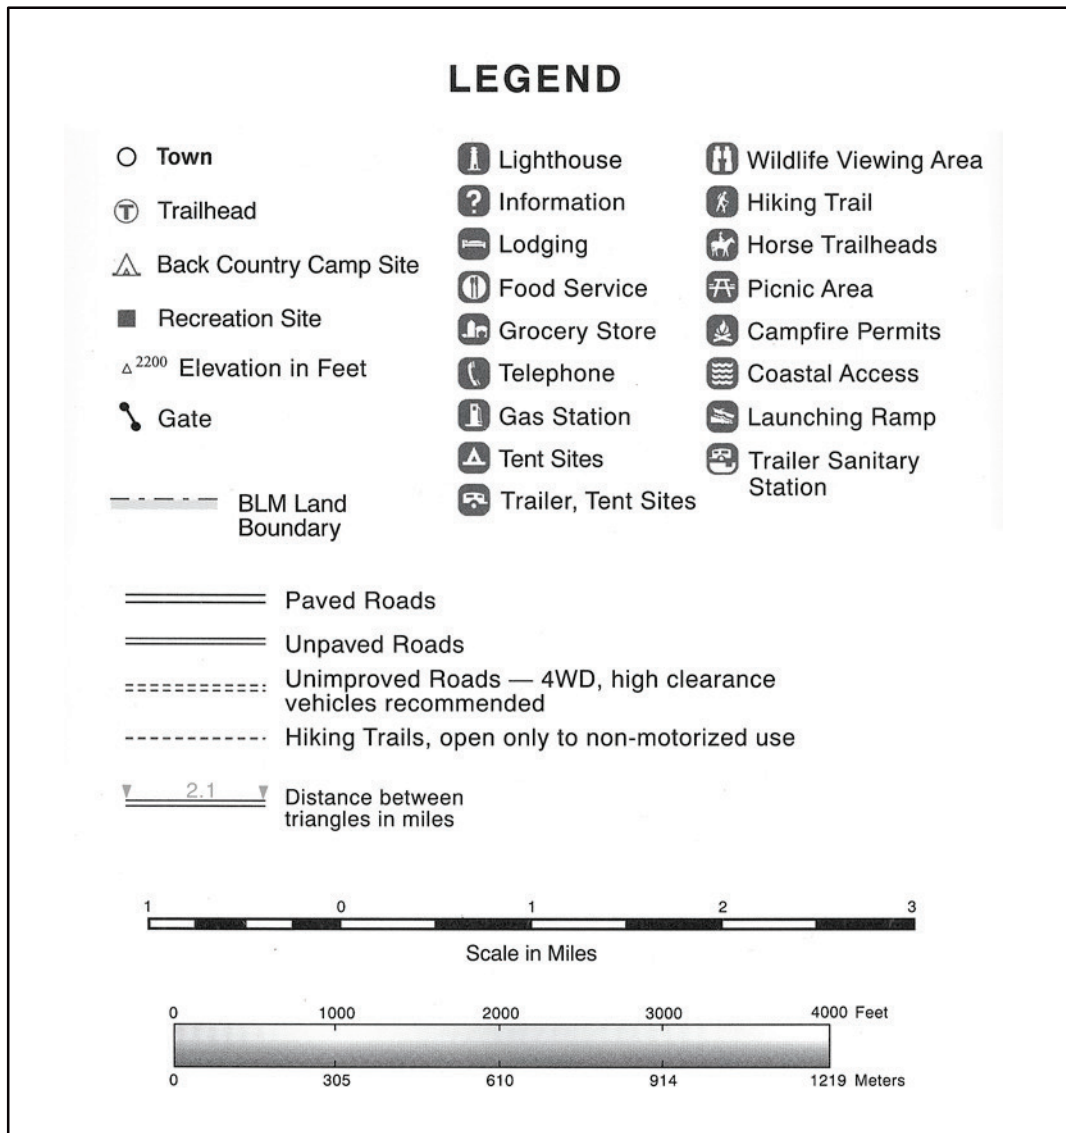 LEGEND
Town
T Trailhead
Back Country Camp Site
Recreation Site
2200 Elevation in Feet
Gate
BLM Land
Boundary
Lighthouse
? Information
Lodging
Food Service
Grocery Store
Telephone
Gas Station
Tent Sites
Trailer, Tent Sites
Wildlife Viewing Area
Hiking Trail
Horse Trailheads
Picnic Area
Campfire Permits
Coastal Access
Launching Ramp
Trailer Sanitary
Station
Paved Roads
Unpaved Roads
Unimproved Roads — 4WD, high clearance
vehicles recommended
Hiking Trails, open only to non-motorized use
2.1 Distance between
triangles in miles
1 0 1 2 3
Scale in Miles
0 1000 2000 3000 4000 Feet
0 305 610 914 1219 Meters